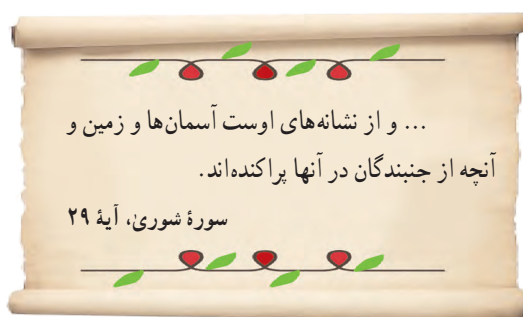 ... و از نشانه‌های اوست آسمان‌ها و زمین و
آنچه از جنبندگان در آنها پراکنده‌اند.
سورهٔ شوریٰ، آیهٔ ۲۹